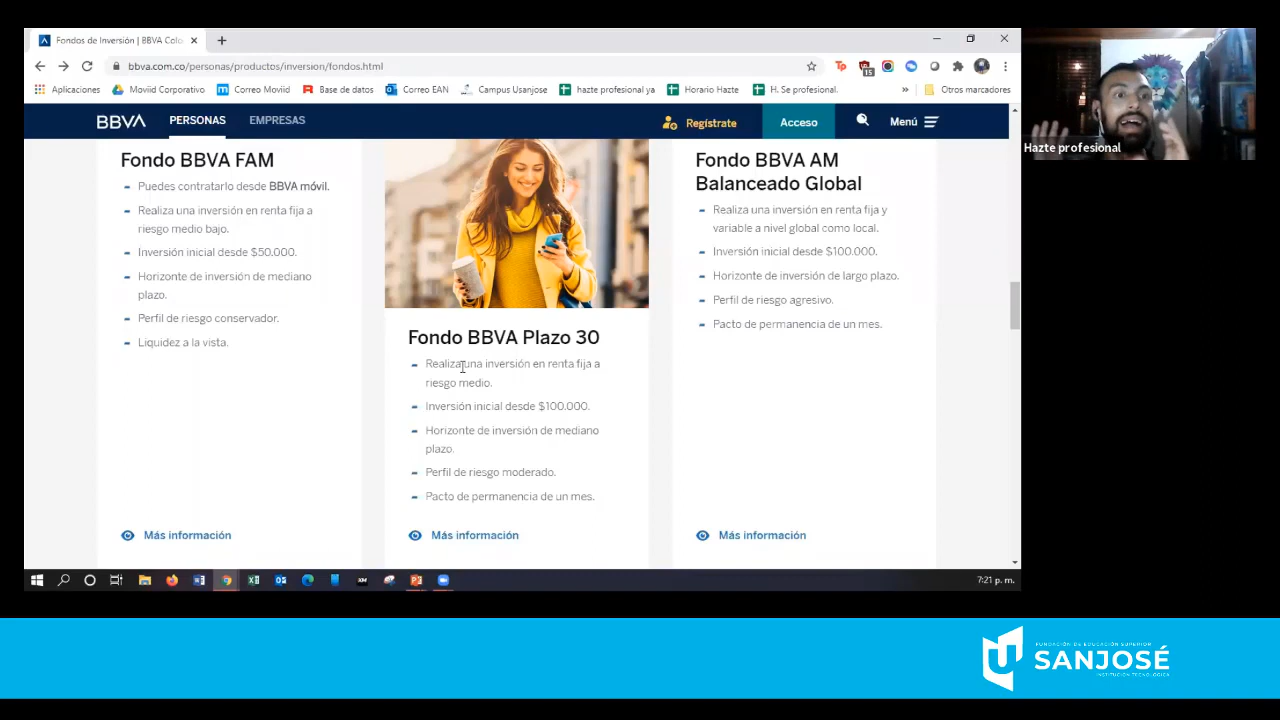 Fondos de Inversión | BBVA Colo
bbva.com.co/personas/productos/inversion/fondos.html
15
Aplicaciones
Moviid Corporativo
Correo Moviid
Base de datos
Correo EAN
Campus Usanjose
hazte profesional ya
Horario Hazte
H. Se profesional.
»
Otros marcadores
BBVA
PERSONAS
EMPRESAS
Regístrate
Acceso
Menú
Fondo BBVA FAM
Puedes contratarlo desde BBVA móvil.
Realiza una inversión en renta fija a
riesgo medio bajo.
Inversión inicial desde $50.000.
Horizonte de inversión de mediano
plazo.
Perfil de riesgo conservador.
Liquidez a la vista.
Más información
Fondo BBVA Plazo 30
Realiza una inversión en renta fija a
riesgo medio.
Inversión inicial desde $100.000.
Horizonte de inversión de mediano
plazo.
Perfil de riesgo moderado.
Pacto de permanencia de un mes.
Más información
Fondo BBVA AM
Balanceado Global
Realiza una inversión en renta fija y
variable a nivel global como local.
Inversión inicial desde $100.000.
Horizonte de inversión de largo plazo.
Perfil de riesgo agresivo.
Pacto de permanencia de un mes.
Más información
Hazte profesional
7:21 p. m.
FUNDACIÓN DE EDUCACIÓN SUPERIOR
SANJOSÉ
INSTITUCIÓN TECNOLÓGICA